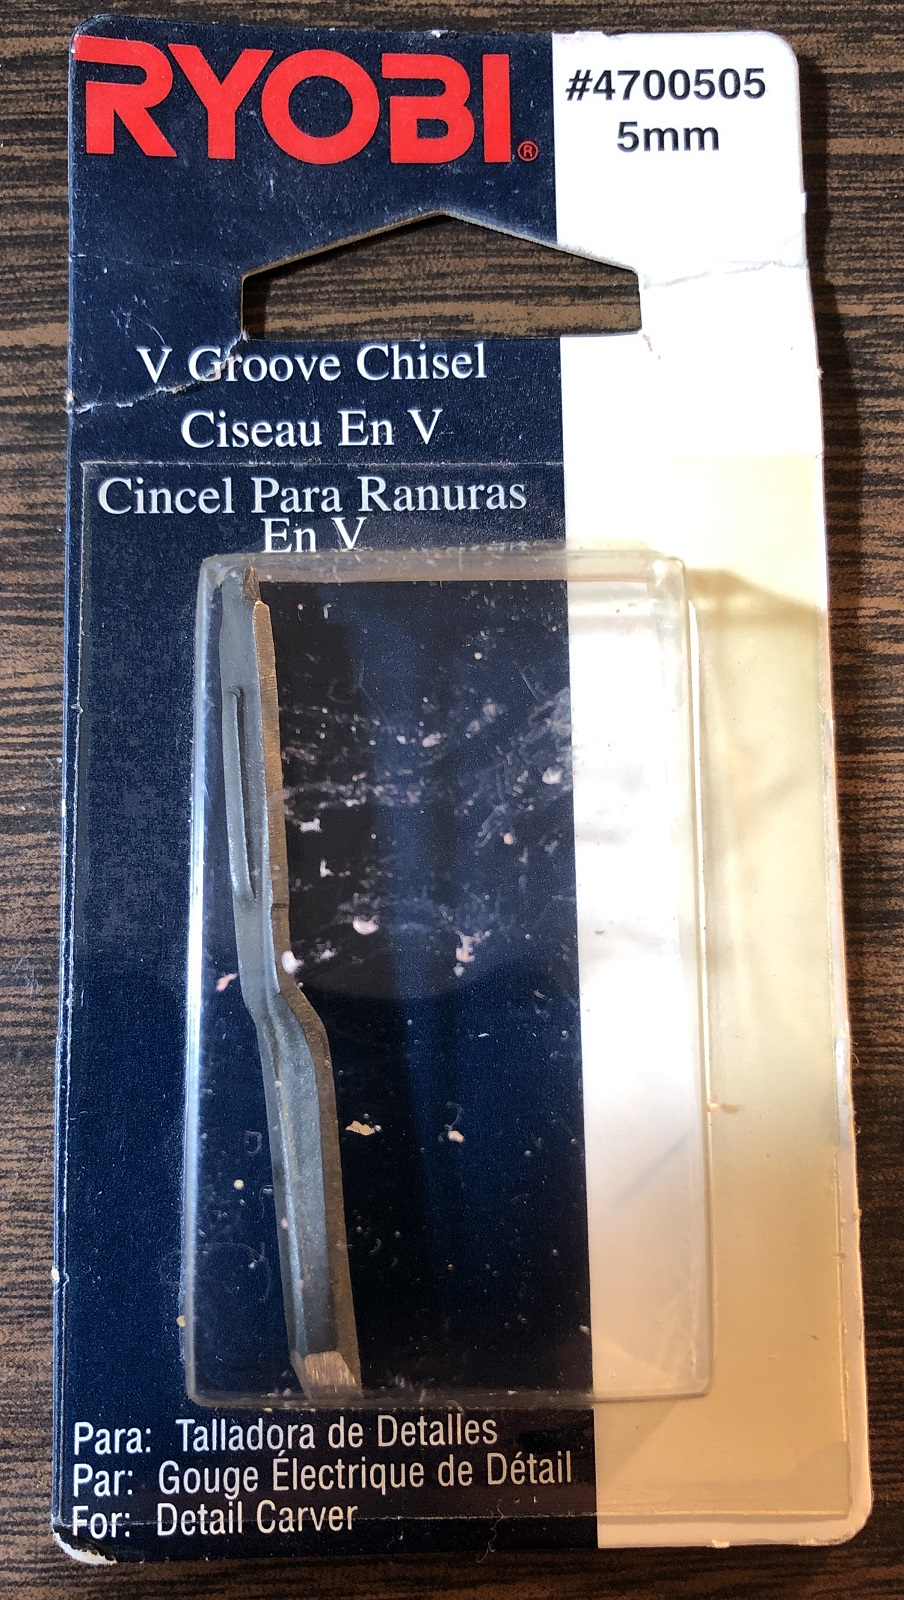 RYOBI®
#4700505
5mm
V Groove Chisel
Ciseau En V
Cincel Para Ranuras
En V
Para: Talladora de Detalles
Par: Gouge Électrique de Détail
For: Detail Carver